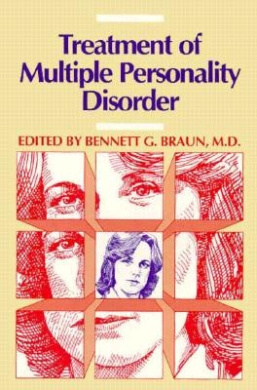 Treatment of
Multiple Personality
Disorder
EDITED BY BENNETT G. BRAUN, M.D.